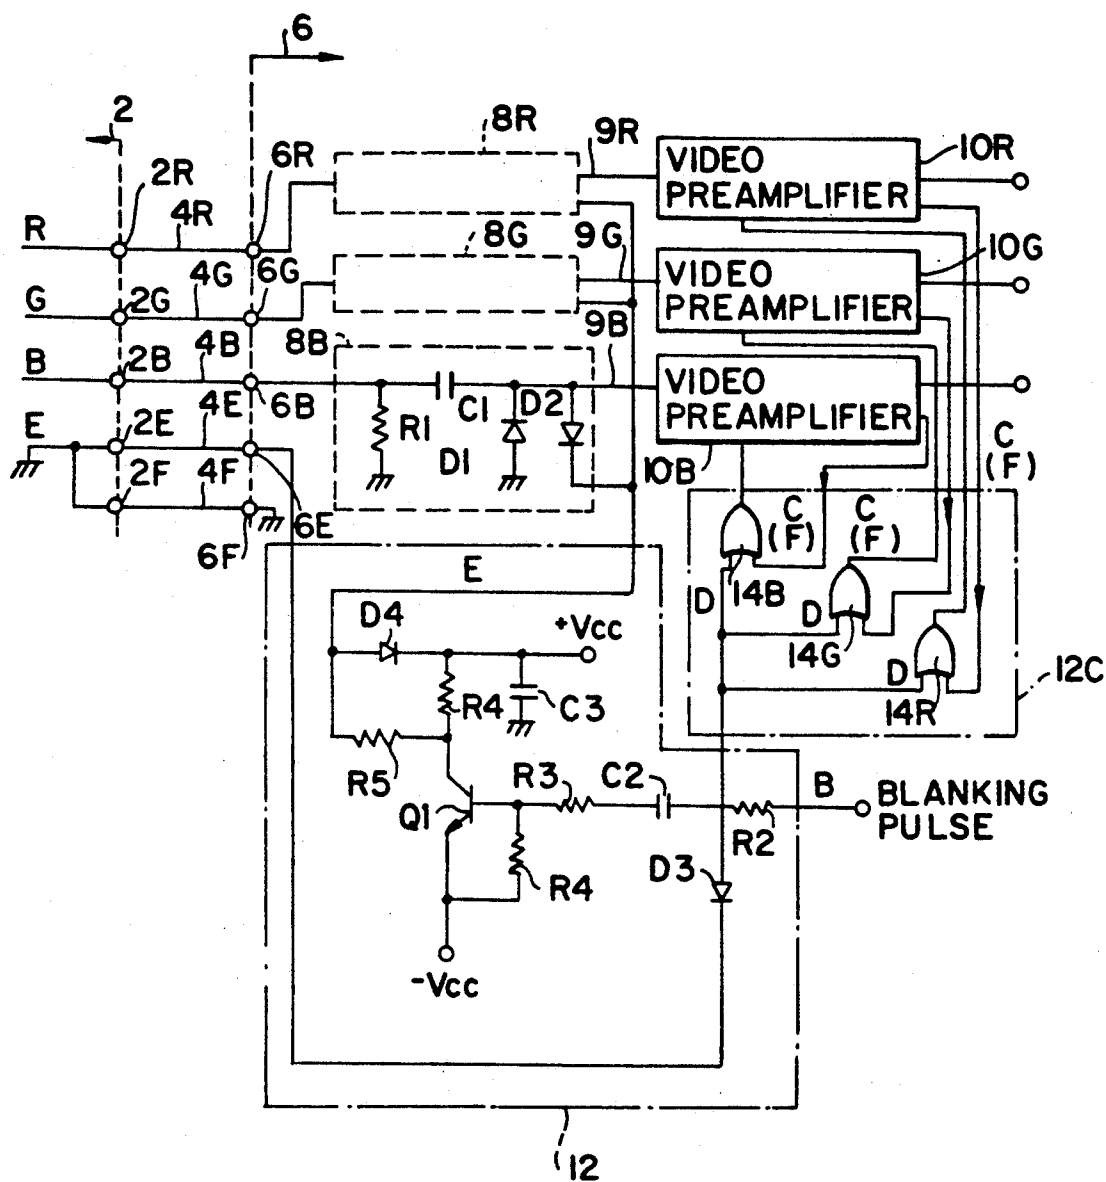 6
2
8R
9R
VIDEO
PREAMPLIFIER
10R
2R
6R
R
4R
8G
9G
VIDEO
PREAMPLIFIER
10G
4G
6G
G
2G
8B
9B
B
2B
4B
6B
C1
D2
VIDEO
PREAMPLIFIER
R1
D1
10B
C
(F)
E
2E
4E
2F
4F
6E
6F
C
(F)
C
(F)
14B
D
D
14G
D
14R
12C
E
D4
+Vcc
R4
C3
R5
R3
C2
B
BLANKING
PULSE
Q1
R2
R4
D3
-Vcc
12